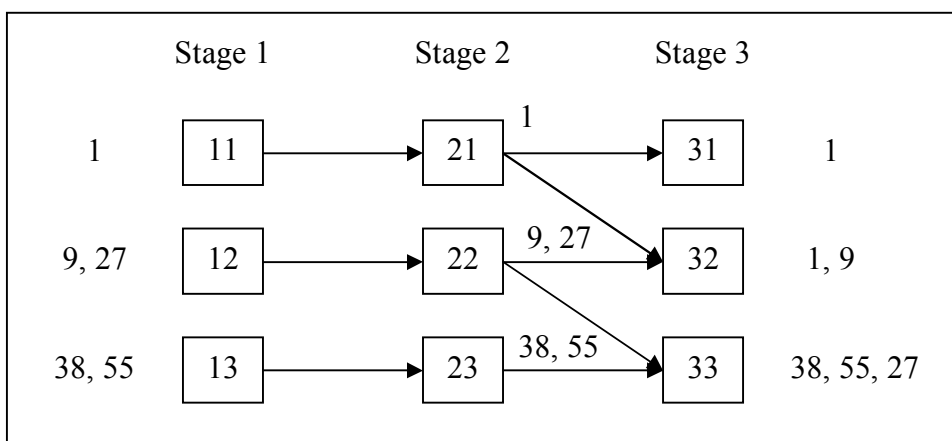 Stage 1 Stage 2 Stage 3
1 11 21 1 31 1
9, 27 12 22 9, 27 32 1, 9
38, 55 13 23 38, 55 33 38, 55, 27